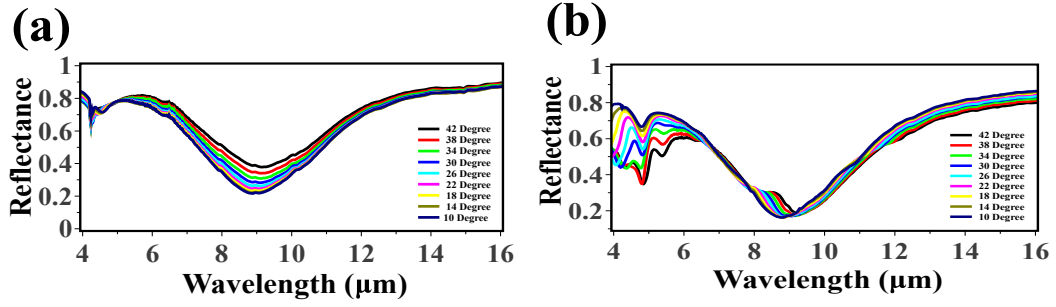 (a)
Reflectance
1
0.8
0.6
0.4
0.2
0
4
6
8
10
12
14
16
Wavelength (μm)
42 Degree
38 Degree
34 Degree
30 Degree
26 Degree
22 Degree
18 Degree
14 Degree
10 Degree
(b)
Reflectance
1
0.8
0.6
0.4
0.2
4
6
8
10
12
14
16
Wavelength (μm)
42 Degree
38 Degree
34 Degree
30 Degree
26 Degree
22 Degree
18 Degree
14 Degree
10 Degree